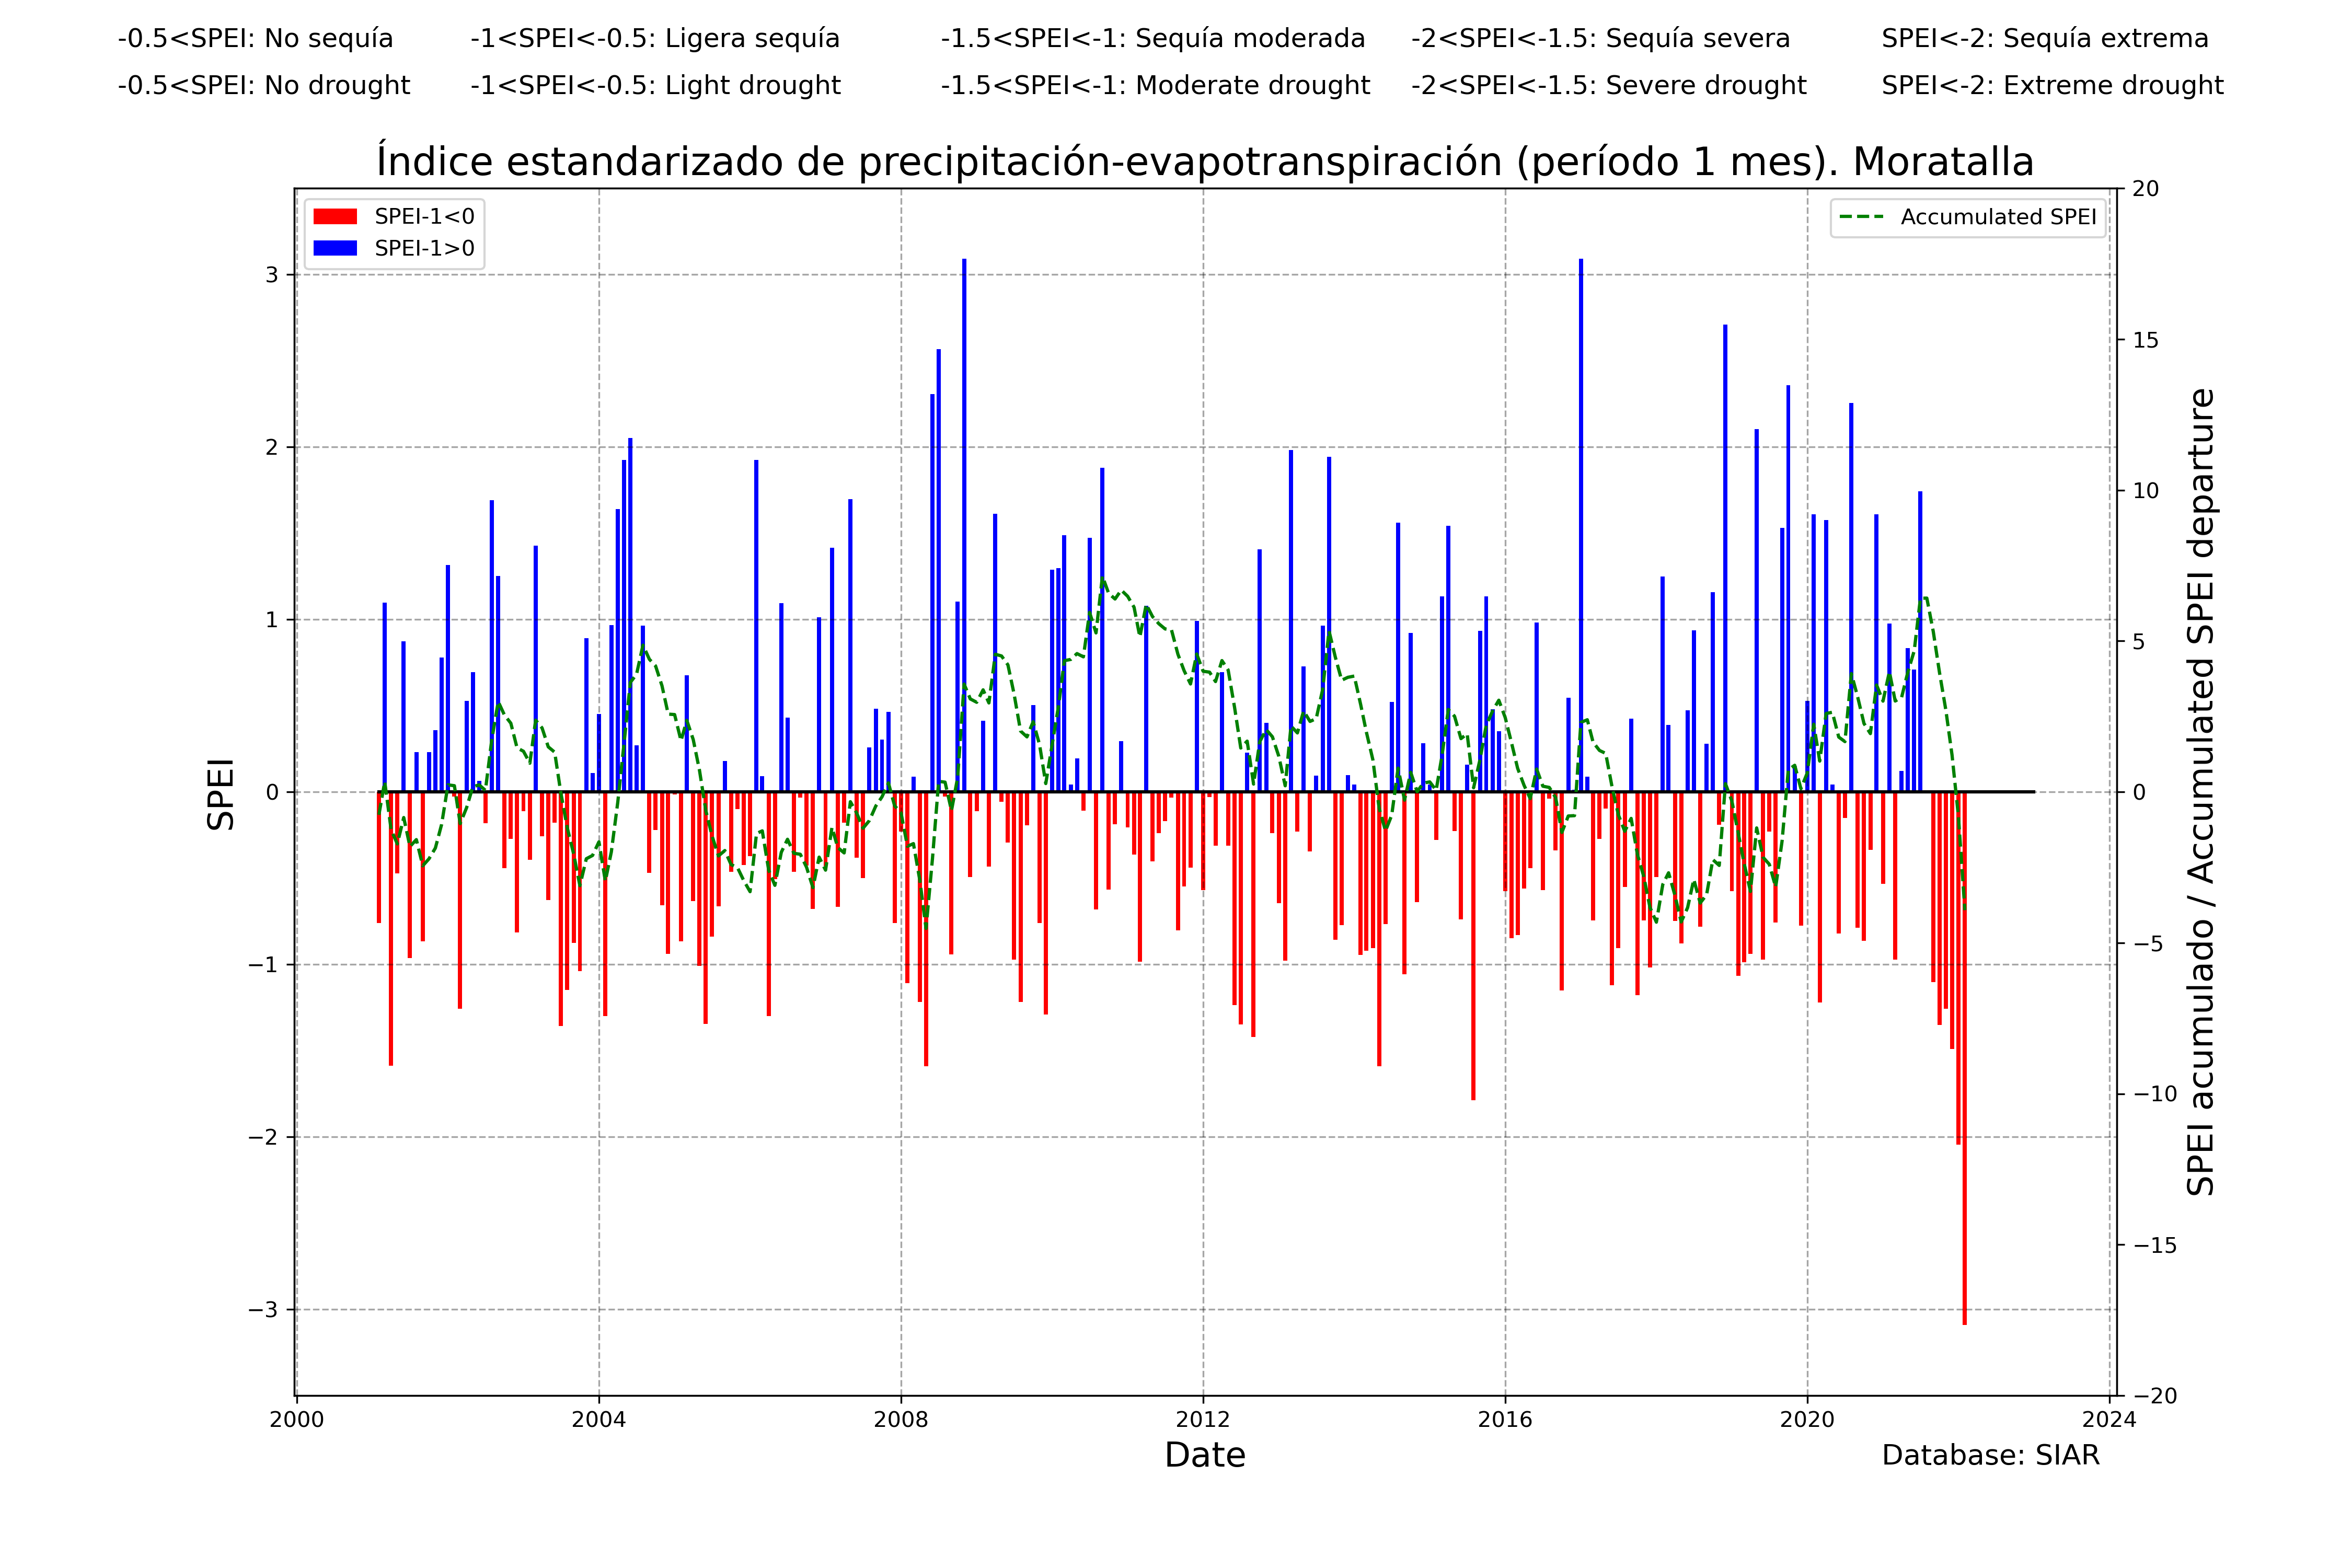 -0.5<SPEI: No sequía -1<SPEI<-0.5: Ligera sequía -1.5<SPEI<-1: Sequía moderada -2<SPEI<-1.5: Sequía severa SPEI<-2: Sequía extrema
-0.5<SPEI: No drought -1<SPEI<-0.5: Light drought -1.5<SPEI<-1: Moderate drought -2<SPEI<-1.5: Severe drought SPEI<-2: Extreme drought
Índice estandarizado de precipitación-evapotranspiración (período 1 mes). Moratalla
SPEI-1<0
SPEI-1>0
Accumulated SPEI
SPEI
3
2
1
0
−1
−2
−3
20
15
10
5
0
−5
−10
−15
−20
SPEI acumulado / Accumulated SPEI departure
2000 2004 2008 2012 2016 2020 2024
Date
Database: SIAR